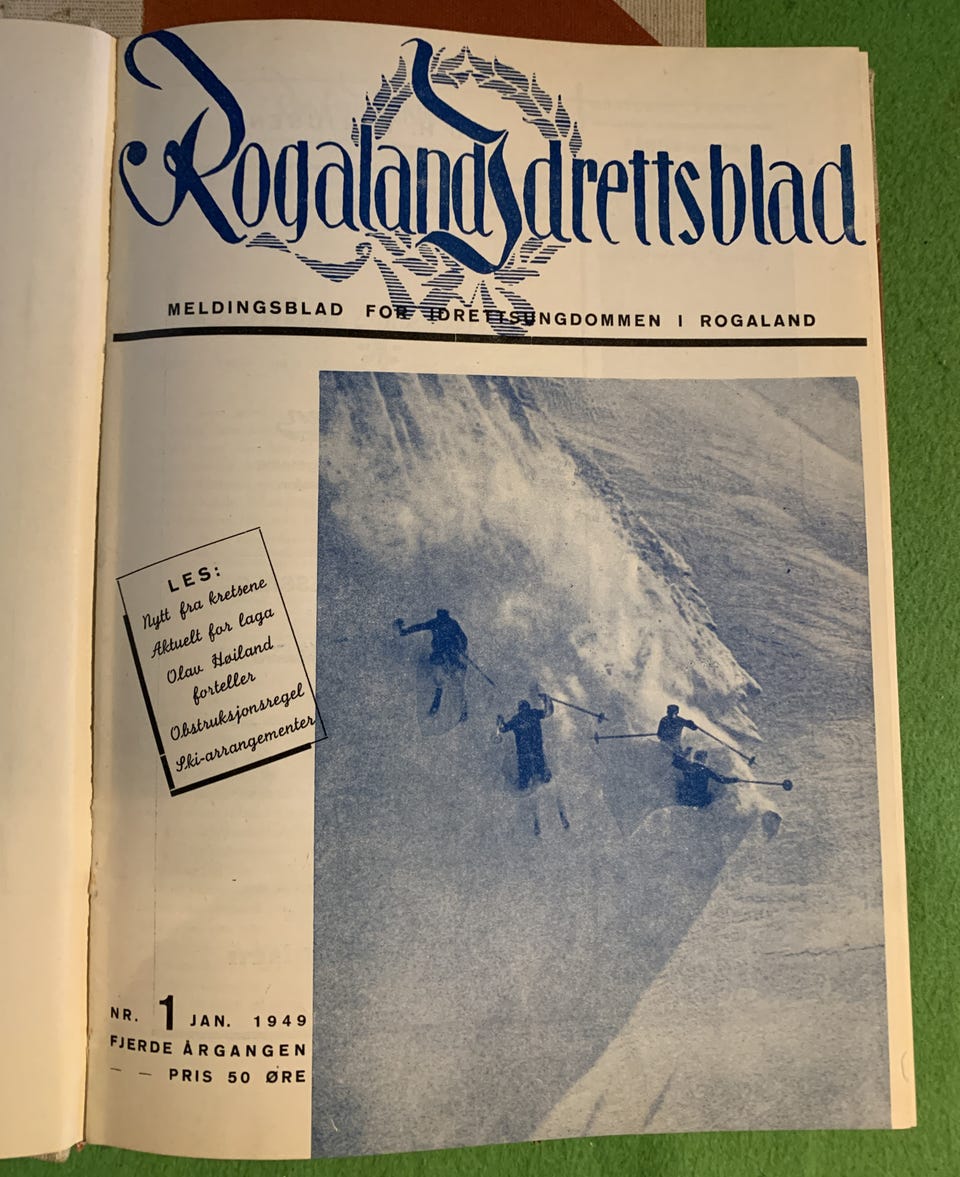 Rogaland Idrettsblad
MELDINGSBLAD FOR IDRETTSUNGDOMMEN I ROGALAND
LES:
Nytt fra kretsene
Aktuelt for laga
Olav Høiland
forteller
Obstruksjonsregel
Ski-arrangementer
NR. 1 JAN. 1949
FJERDE ÅRGANGEN
— — PRIS 50 ØRE